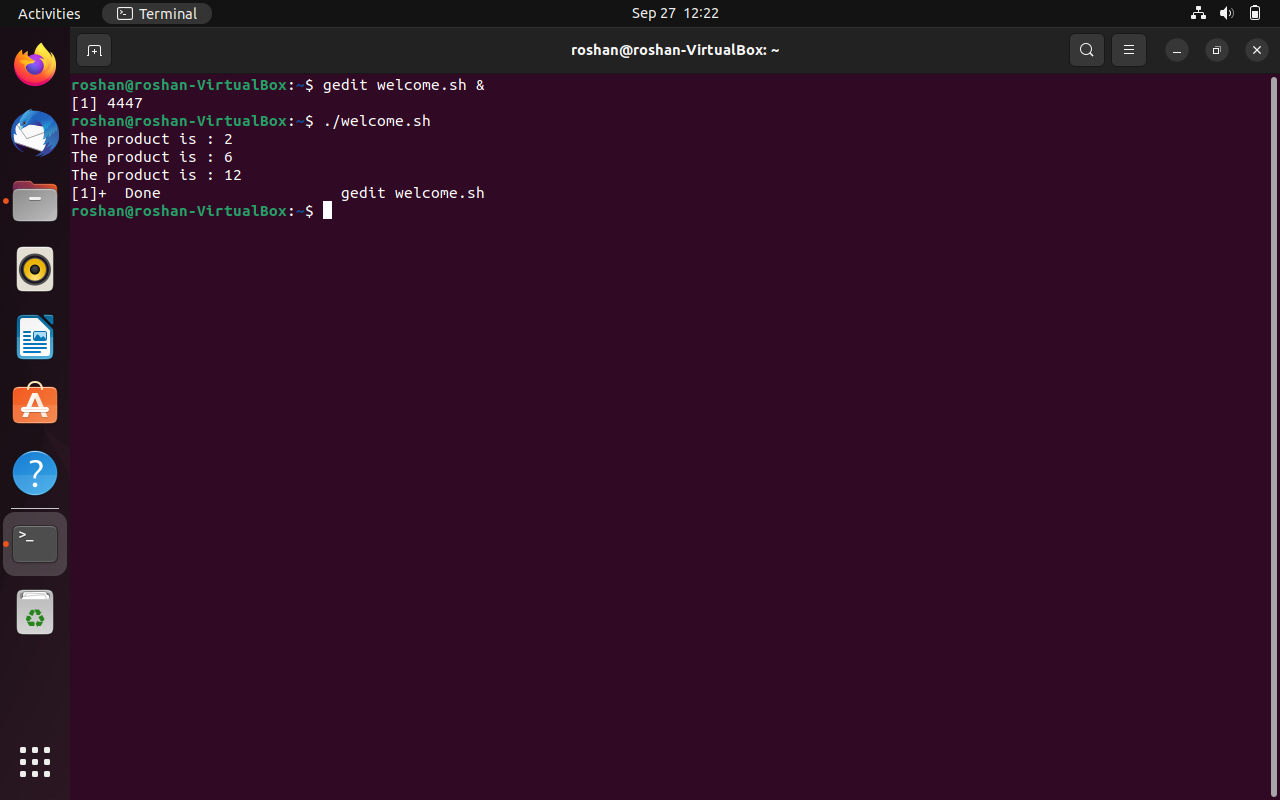 Activities
Terminal
Sep 27 12:22
roshan@roshan-VirtualBox: ~
roshan@roshan-VirtualBox:~$ gedit welcome.sh &
[1] 4447
roshan@roshan-VirtualBox:~$ ./welcome.sh
The product is : 2
The product is : 6
The product is : 12
[1]+  Done                    gedit welcome.sh
roshan@roshan-VirtualBox:~$